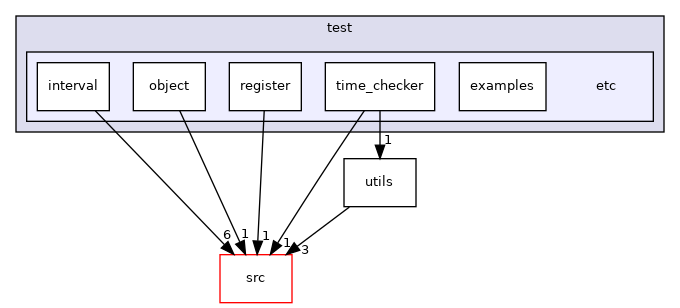 test
interval
object
register
time_checker
examples
etc
1
utils
6
1
1
1
3
src